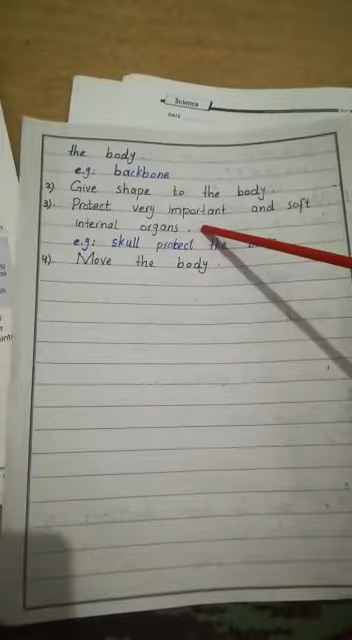 Science
DATE
the body.
e.g: backbone
2) Give shape to the body.
3). Protect very important and soft
internal organs.
e.g: skull protect the
4). Move the body.